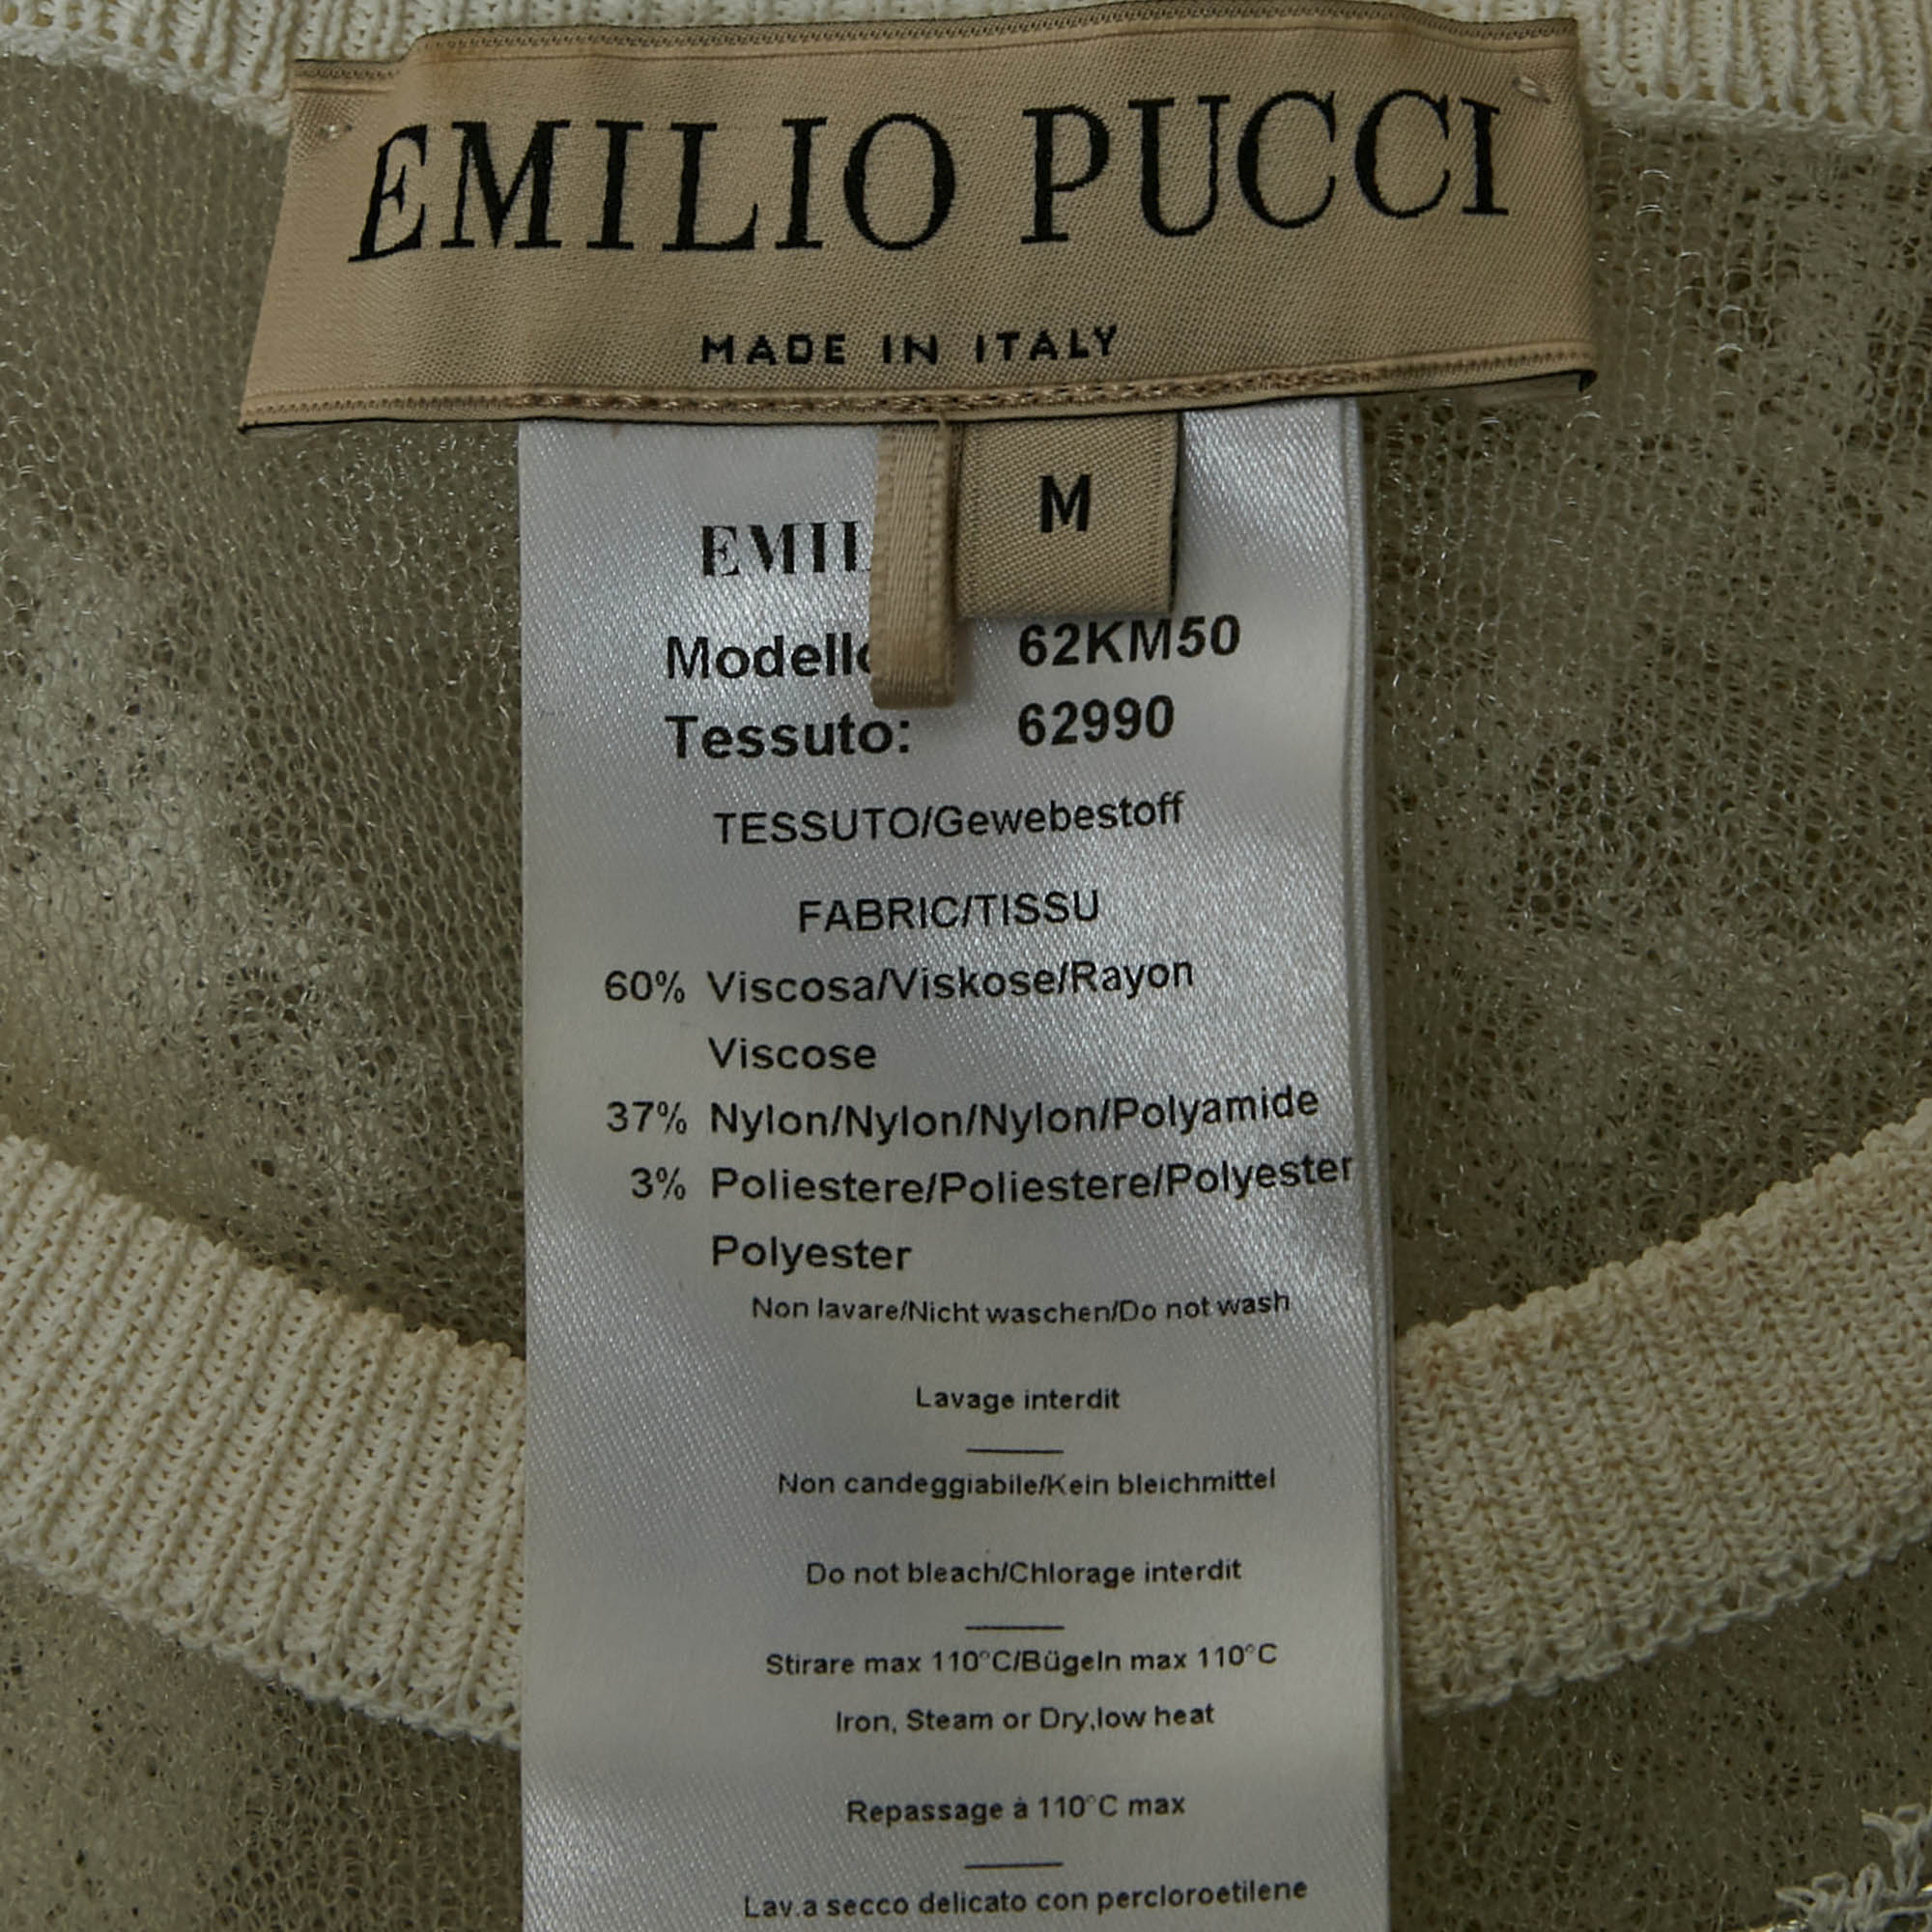 EMILIO PUCCI
MADE IN ITALY
M
62KM50
Tessuto: 62990
TESSUTO/Gewebestoff
FABRIC/TISSU
60% Viscosa/Viskose/Rayon
Viscose
37% Nylon/Nylon/Nylon/Polyamide
3% Poliestere/Poliestere/Polyester
Polyester
Non lavare/Nicht waschen/Do not wash
Lavage interdit
Non candeggiabile/Kein bleichmittel
Do not bleach/Chlorage interdit
Stirare max 110°C/Bügeln max 110°C
Iron, Steam or Dry,low heat
Repassage à 110°C max
Lav.a secco delicato con percloroetilene